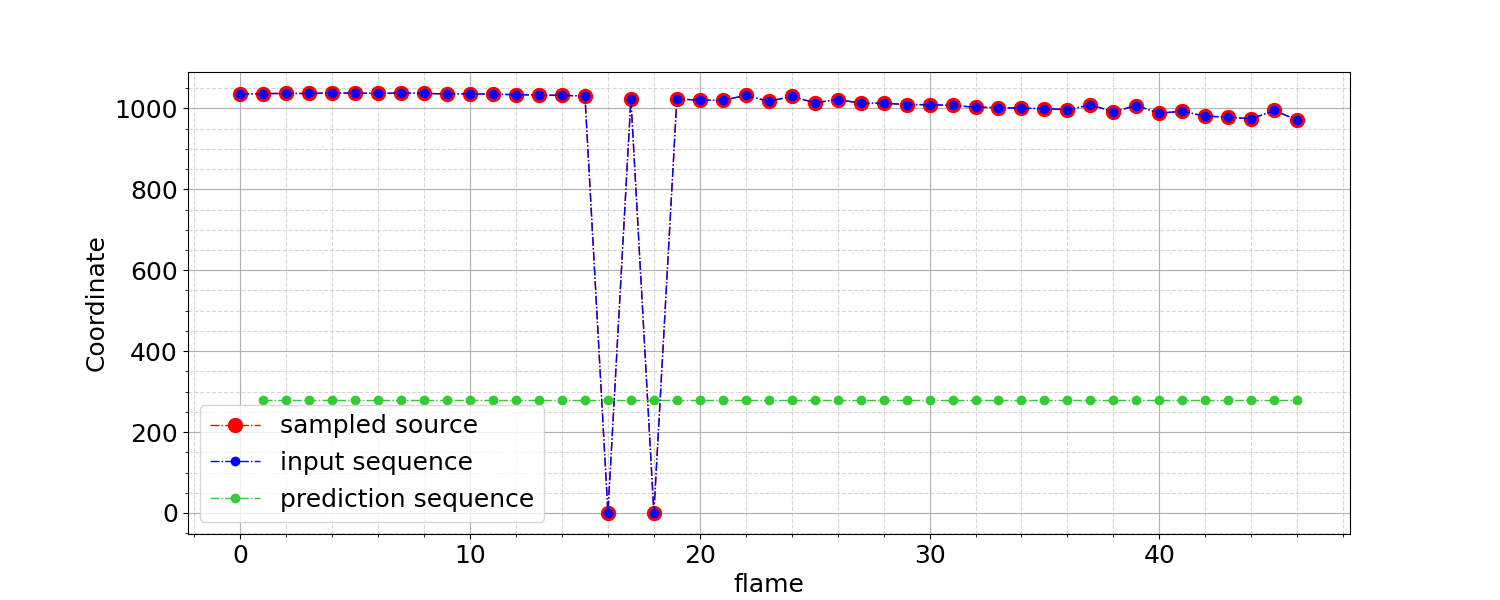 1000
800
600
400
200
0
Coordinate
sampled source
input sequence
prediction sequence
0 10 20 30 40
flame